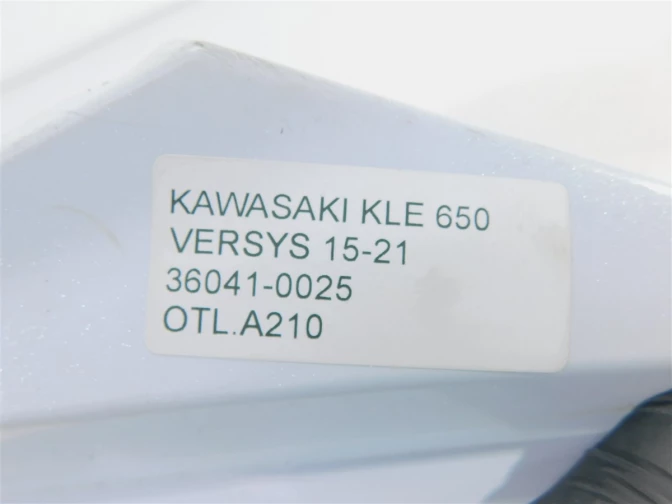 KAWASAKI KLE 650
VERSYS 15-21
36041-0025
OTL.A210